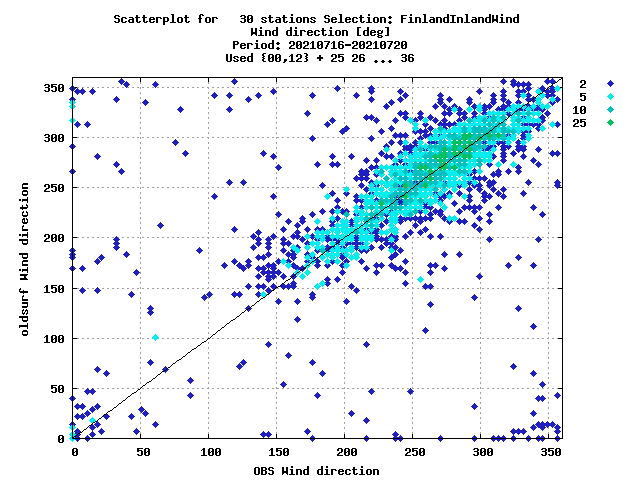 Scatterplot for   30 stations Selection: FinlandInlandWind
Wind direction [deg]
Period: 20210716-20210720
Used {00,12} + 25 26 ... 36
350
300
250
200
150
100
50
0
oldsurf Wind direction
0 50 100 150 200 250 300 350
OBS Wind direction
2
5
10
25